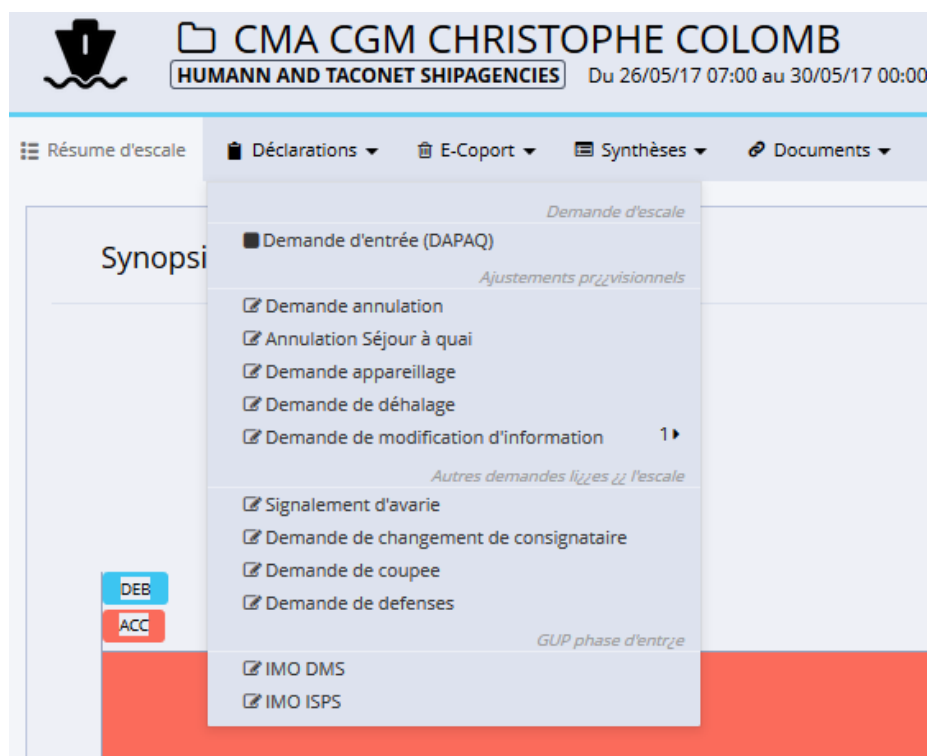 CMA CGM CHRISTOPHE COLOMB
HUMANN AND TACONET SHIPAGENCIES Du 26/05/17 07:00 au 30/05/17 00:00
Résume d'escale Déclarations E-Coport Synthèses Documents
Synopsi
Demande d'escale
Demande d'entrée (DAPAQ)
Ajustements pr¿¿visionnels
Demande annulation
Annulation Séjour à quai
Demande appareillage
Demande de déhalage
Demande de modification d'information 1
Autres demandes li¿¿es ¿¿ l'escale
Signalement d'avarie
Demande de changement de consignataire
Demande de coupee
Demande de defenses
GUP phase d'entr¿e
IMO DMS
IMO ISPS
DEB
ACC